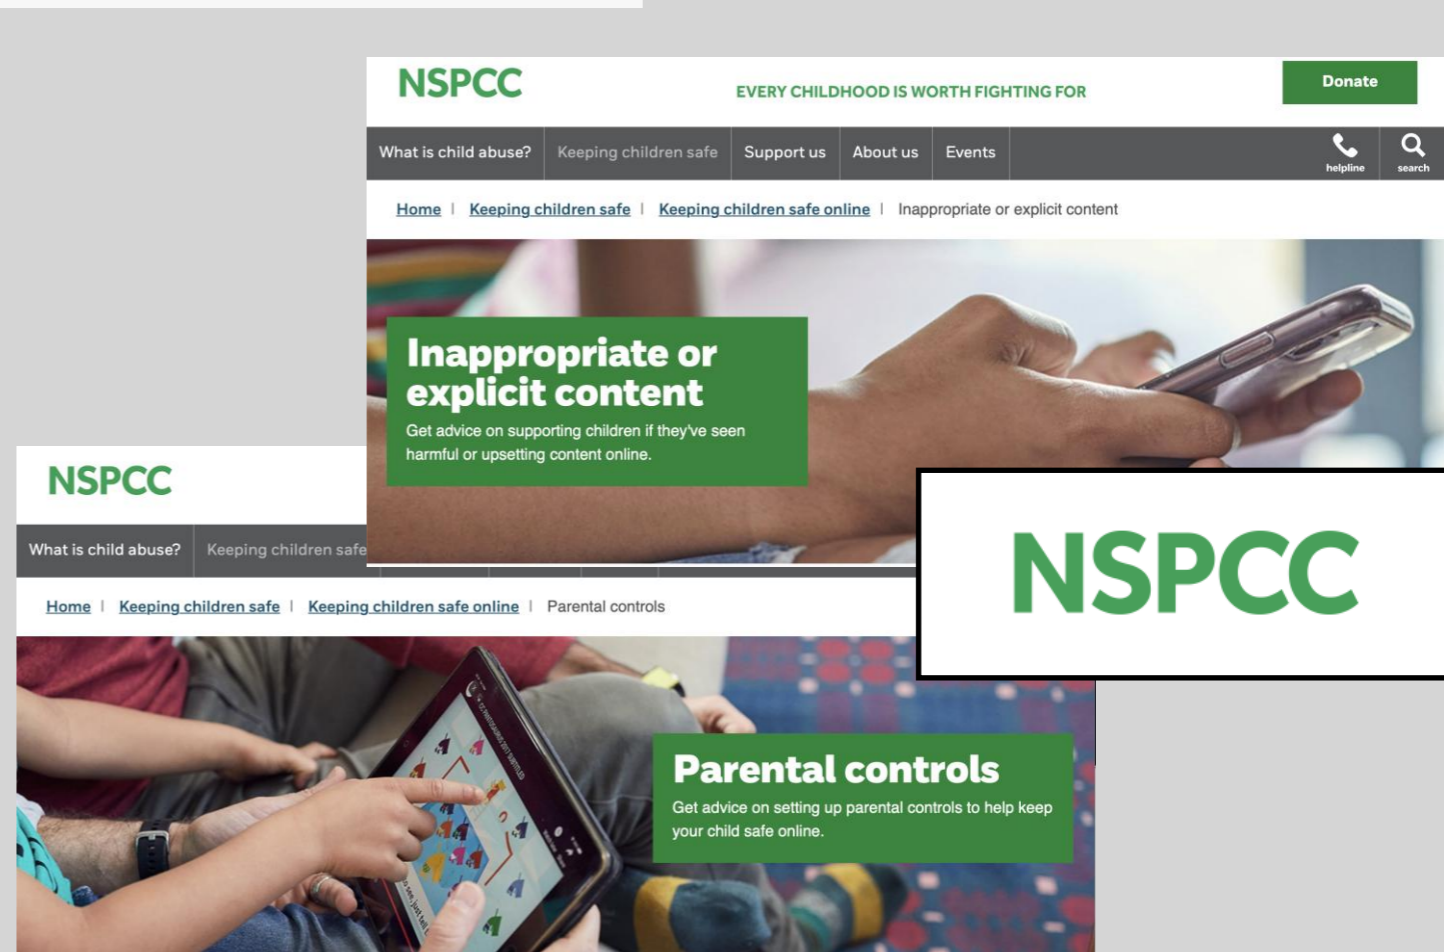 NSPCC
EVERY CHILDHOOD IS WORTH FIGHTING FOR
Donate
What is child abuse?
Keeping children safe
Support us
About us
Events
helpline
search
Home | Keeping children safe | Keeping children safe online | Inappropriate or explicit content
Inappropriate or
explicit content
Get advice on supporting children if they've seen
harmful or upsetting content online.
NSPCC
What is child abuse?
Keeping children safe
NSPCC
Home | Keeping children safe | Keeping children safe online | Parental controls
Parental controls
Get advice on setting up parental controls to help keep
your child safe online.